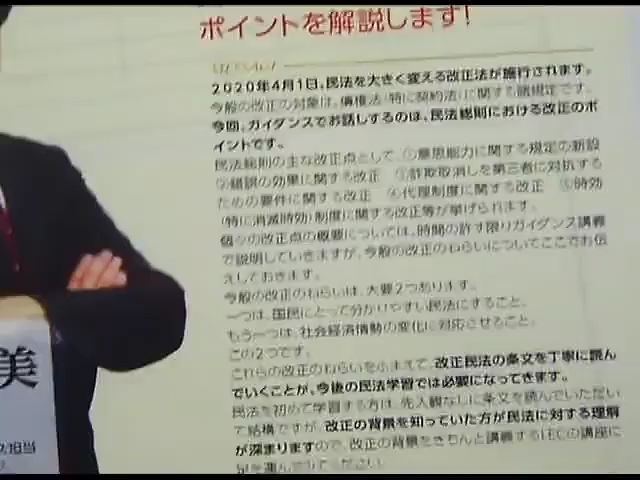 ポイントを解説します!
2020年4月1日、民法を大きく変える改正法が施行されます。
今般の改正の対象は、債権法(特に契約法)に関する諸規定です。
今回、ガイダンスでお話しするのは、民法総則における改正のポ
イントです。
民法総則の主な改正点として、①意思能力に関する規定の新設
②錯誤の効果に関する改正 ③詐欺取消しを第三者に対抗する
ための要件に関する改正 ④代理制度に関する改正 ⑤時効
(特に消滅時効)制度に関する改正等が挙げられます。
個々の改正点の概要については、時間の許す限りガイダンス講義
で説明していきますが、今般の改正のねらいについてここでお伝
えしておきます。
今般の改正のねらいは、大要2つあります。
一つは、国民にとって分かりやすい民法にすること。
もう一つは、社会経済情勢の変化に対応させること。
この2つです。
これらの改正のねらいをふまえて、改正民法の条文を丁寧に読ん
でいくことが、今後の民法学習では必要になってきます。
民法を初めて学習する方は、先入観なしに条文を読んでいただい
て結構ですが、改正の背景を知っていた方が民法に対する理解
が深まりますので、改正の背景をきちんと講義するLECの講座に
美
担当